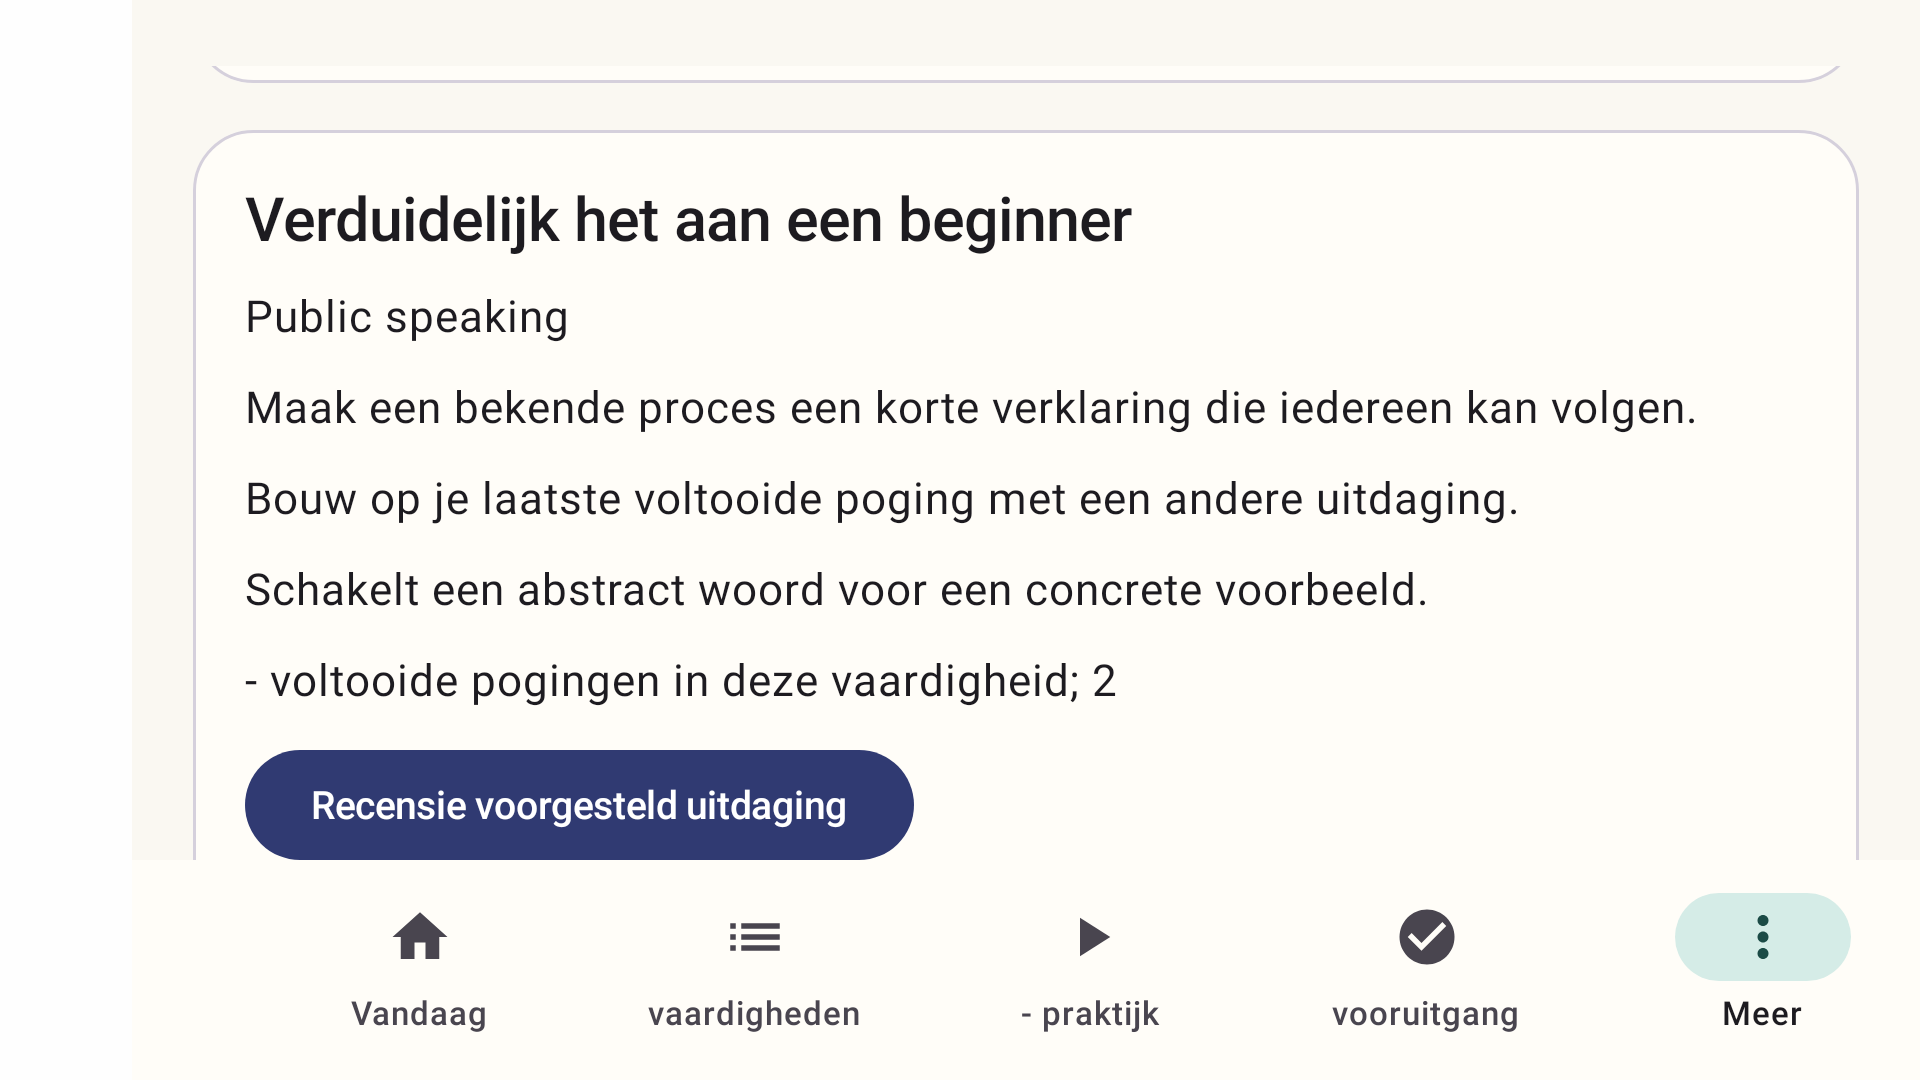 Verduidelijk het aan een beginner
Public speaking
Maak een bekende proces een korte verklaring die iedereen kan volgen.
Bouw op je laatste voltooide poging met een andere uitdaging.
Schakelt een abstract woord voor een concrete voorbeeld.
- voltooide pogingen in deze vaardigheid; 2
Recensie voorgesteld uitdaging
Vandaag
vaardigheden
- praktijk
vooruitgang
Meer